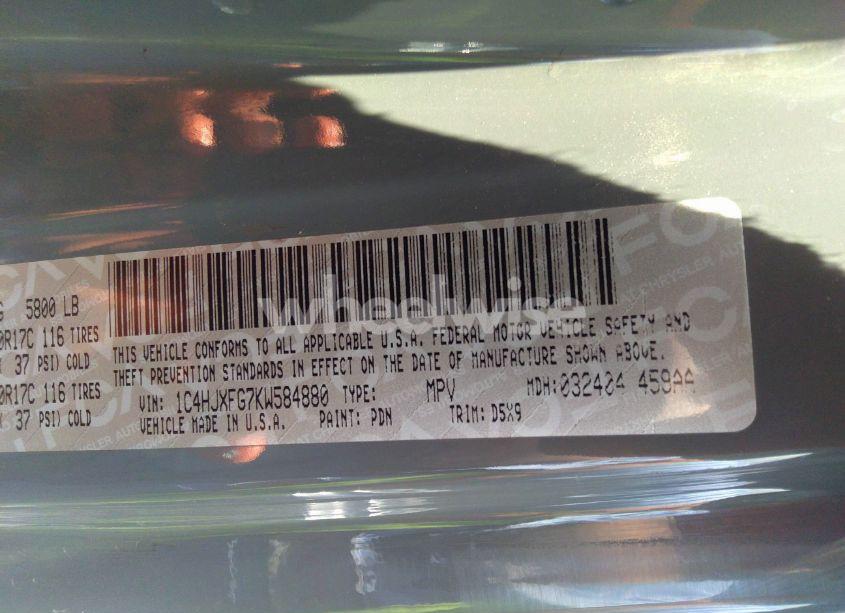 5800 LB
0R17C 116 TIRES
37 PSI) COLD
0R17C 116 TIRES
37 PSI) COLD
wheelwise
THIS VEHICLE CONFORMS TO ALL APPLICABLE U.S.A. FEDERAL MOTOR VEHICLE SAFETY AND
THEFT PREVENTION STANDARDS IN EFFECT ON THE DATE OF MANUFACTURE SHOWN ABOVE.
VIN: 1C4HJXFG7KW584880 TYPE: MPV MDH:032404 459AA
VEHICLE MADE IN U.S.A. PAINT: PDN TRIM: D5X9